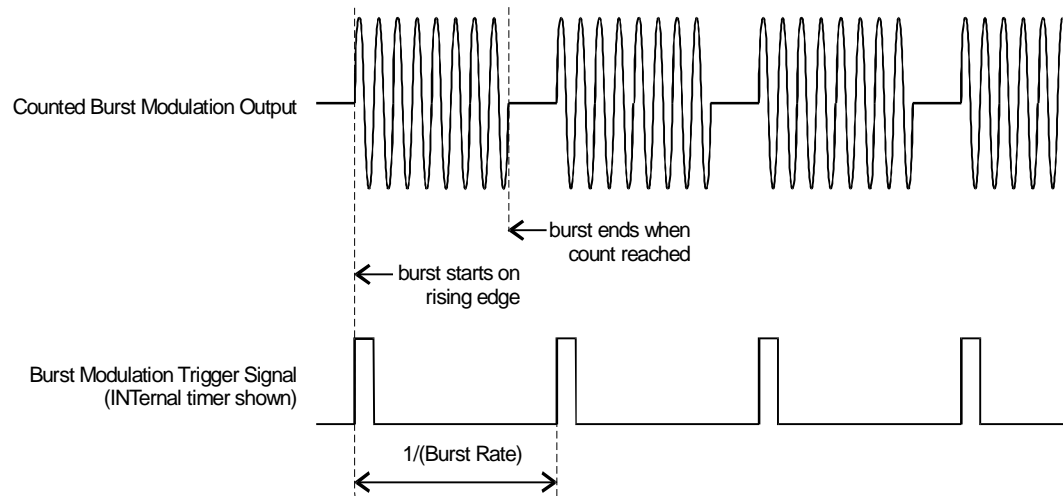 Counted Burst Modulation Output
burst ends when
count reached
burst starts on
rising edge
Burst Modulation Trigger Signal
(INTernal timer shown)
1/(Burst Rate)